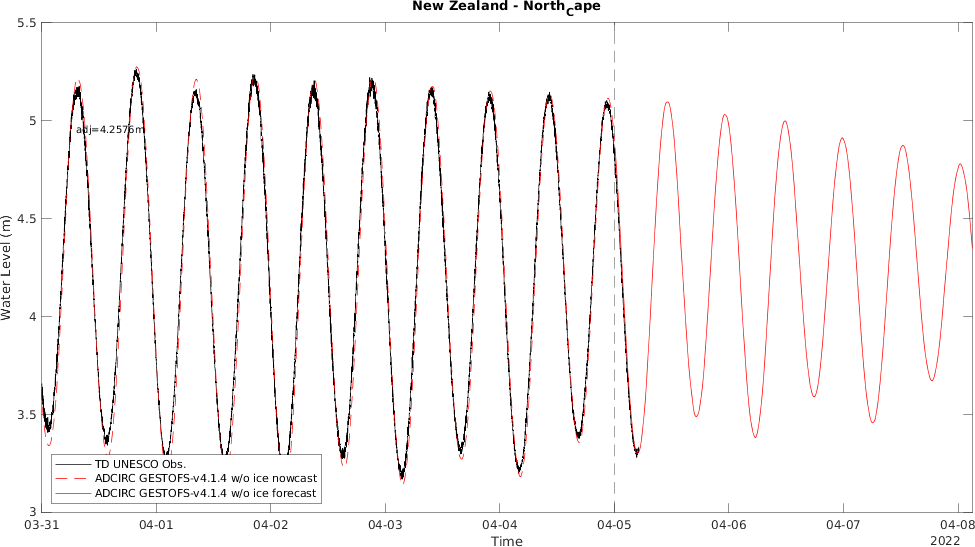 New Zealand - NorthCape
5.5
5
4.5
4
3.5
3
Water Level (m)
adj=4.2576m
TD UNESCO Obs.
ADCIRC GESTOFS-v4.1.4 w/o ice nowcast
ADCIRC GESTOFS-v4.1.4 w/o ice forecast
03-31 04-01 04-02 04-03 04-04 04-05 04-06 04-07 04-08
Time 2022